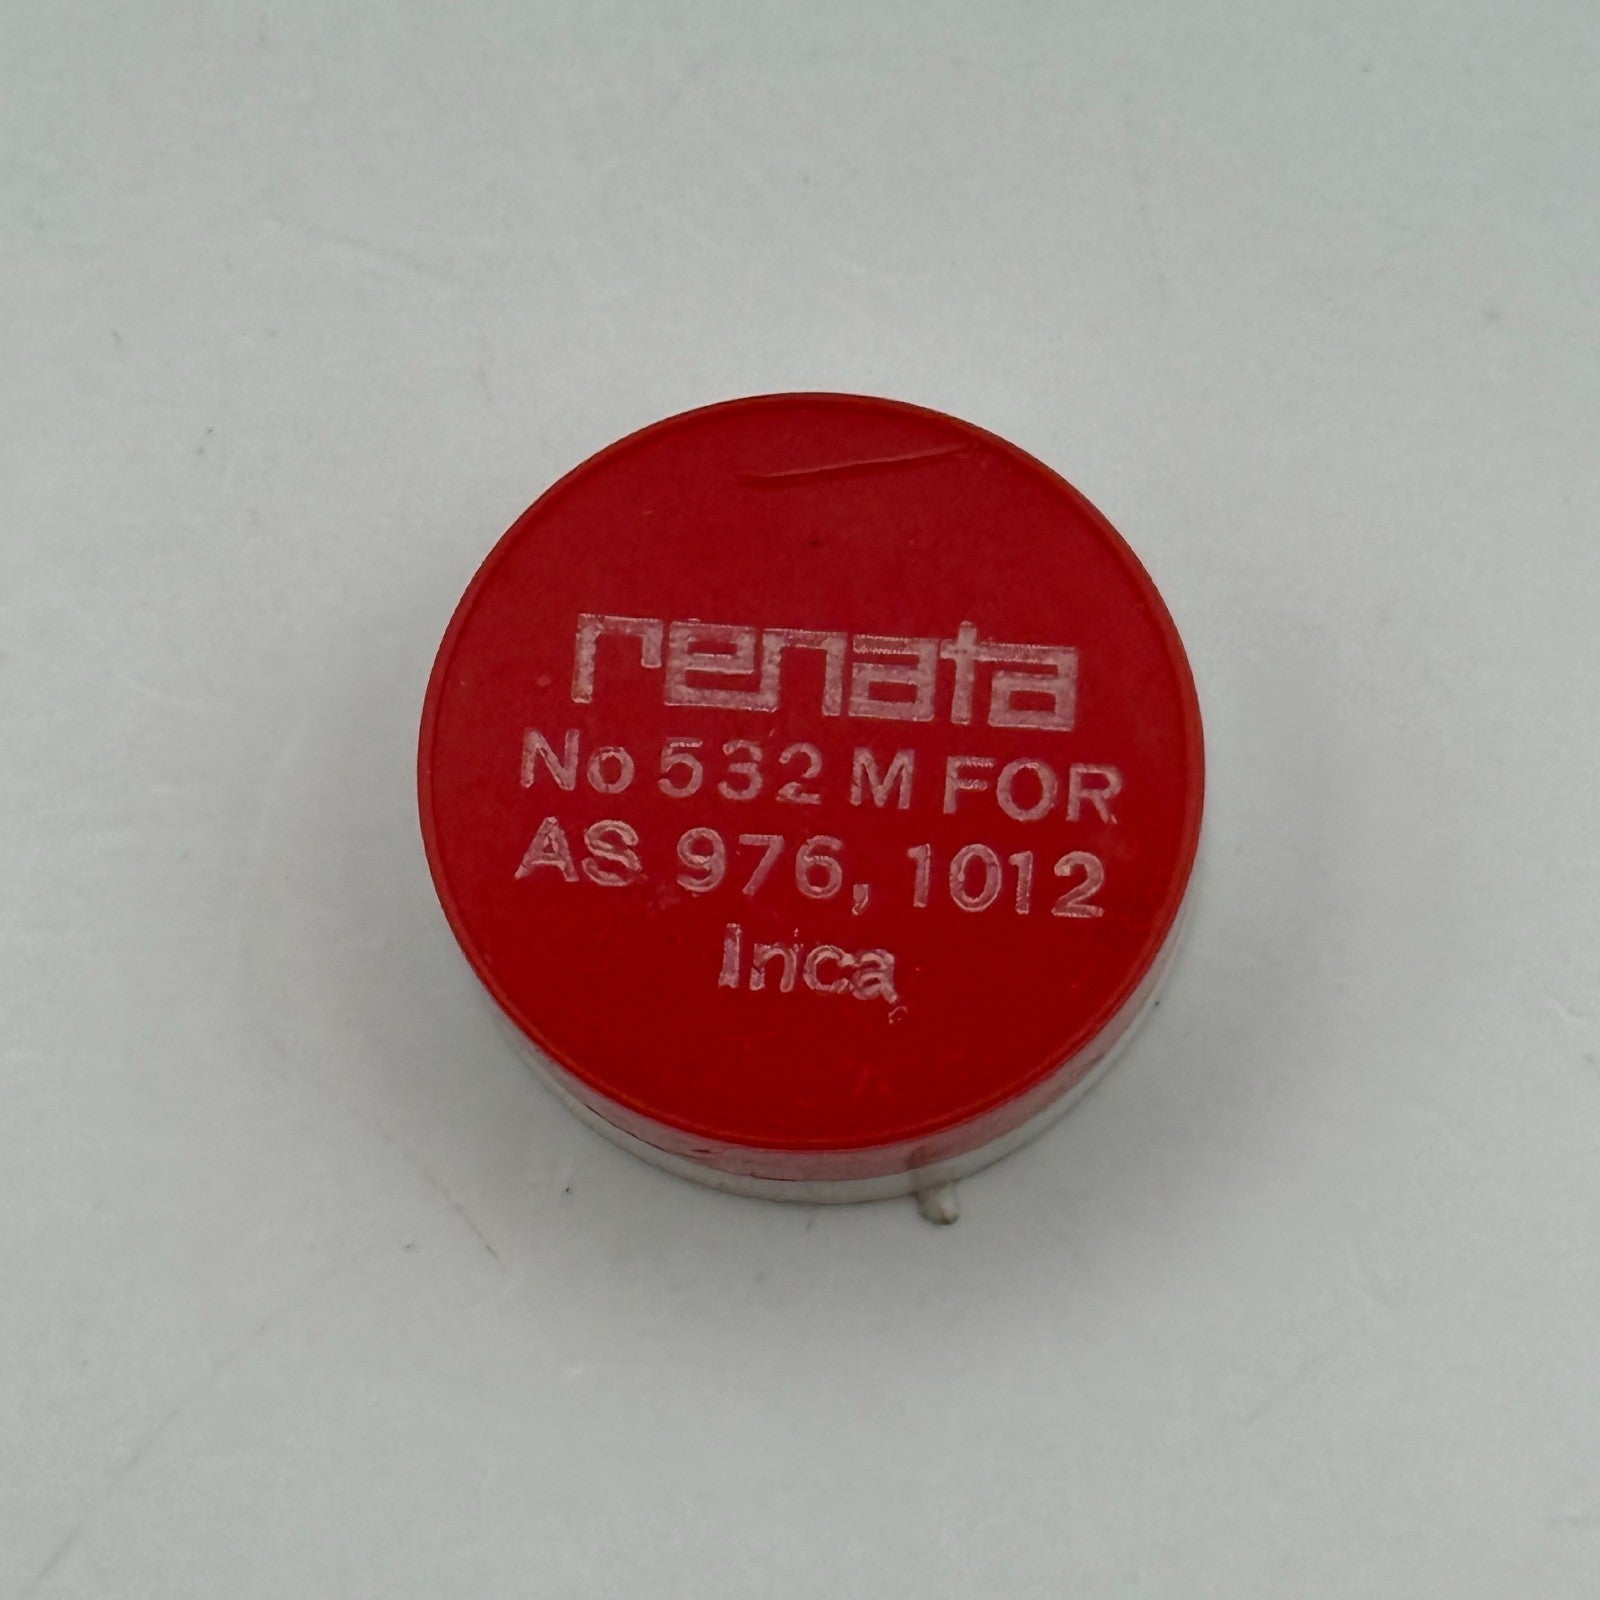 renata
No 532 M FOR
AS 976, 1012
Inca